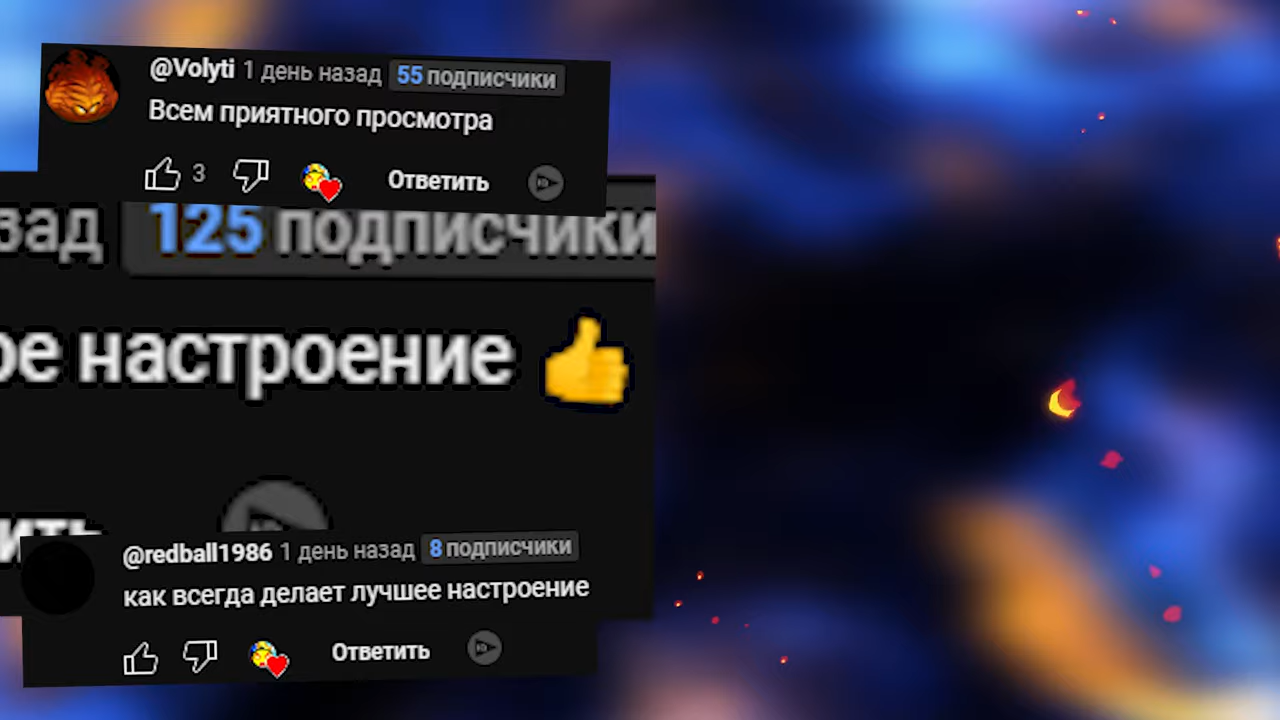 @Volyti 1 день назад 55 подписчики
Всем приятного просмотра
3
Ответить
зад 125 подписчики
ое настроение
ить
@redball1986 1 день назад 8 подписчики
как всегда делает лучшее настроение
Ответить